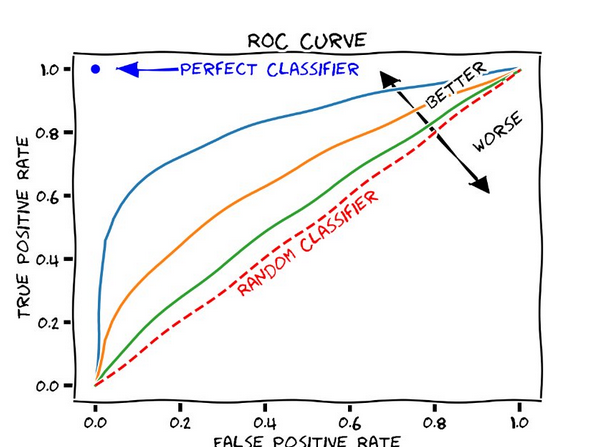 ROC CURVE
PERFECT CLASSIFIER
BETTER
WORSE
RANDOM CLASSIFIER
TRUE POSITIVE RATE
1.0
0.8
0.6
0.4
0.2
0.0
0.0 0.2 0.4 0.6 0.8 1.0
FALSE POSITIVE RATE